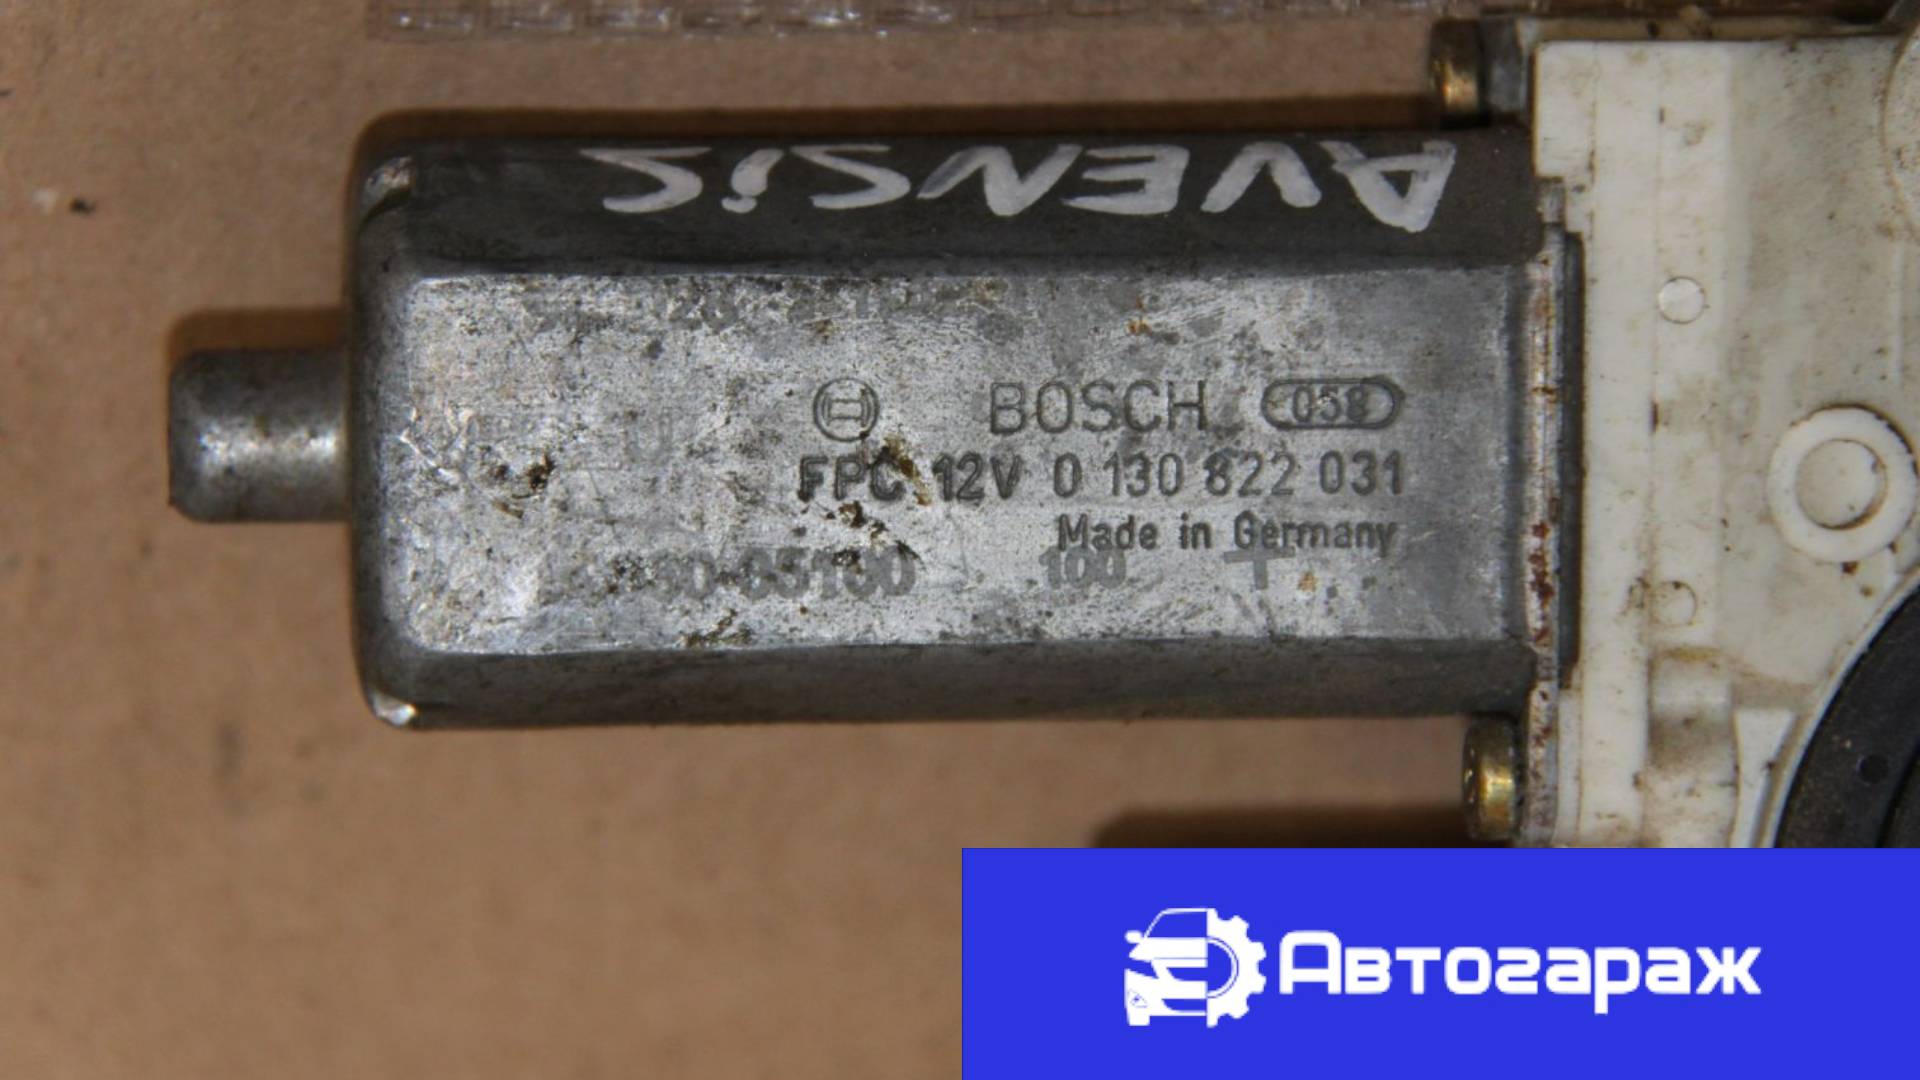 AVENSIS
BOSCH 058
FPC 12V 0 130 822 031
Made in Germany
100 +
Автогараж